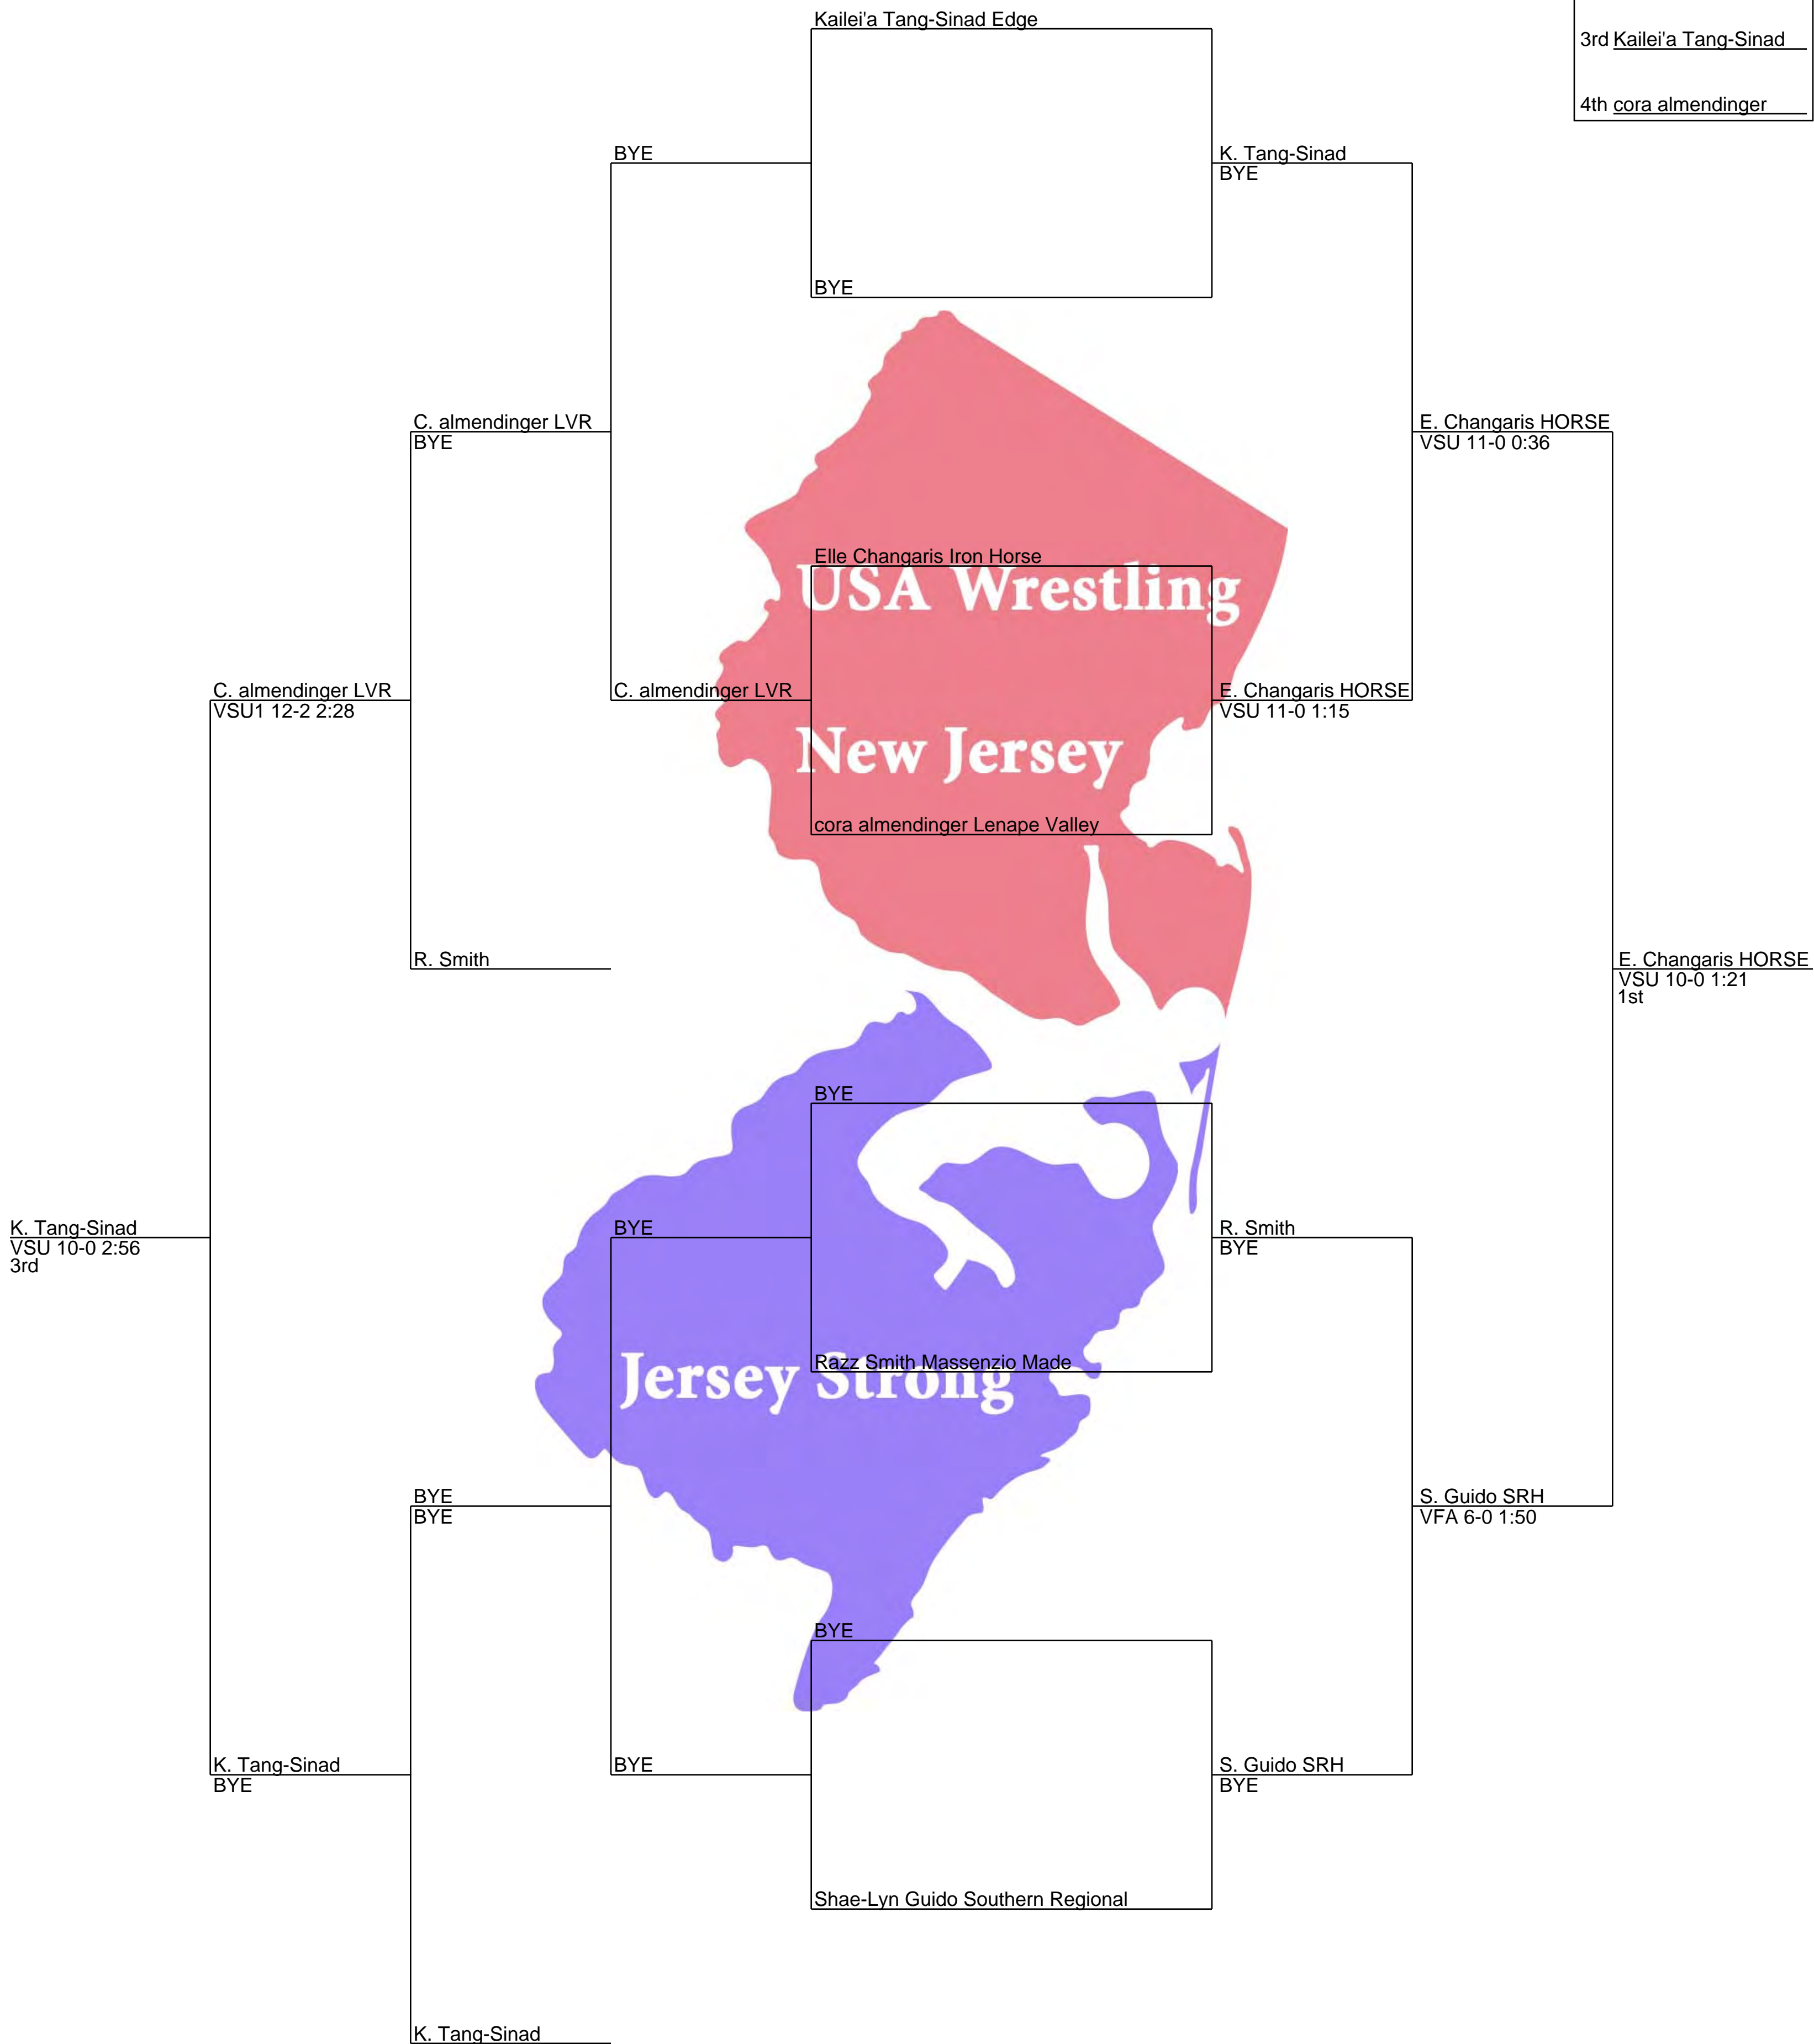 Kailei'a Tang-Sinad Edge
3rd Kailei'a Tang-Sinad
4th cora almendinger
BYE
K. Tang-Sinad
BYE
BYE
C. almendinger LVR
BYE
E. Changaris HORSE
VSU 11-0 0:36
Elle Changaris Iron Horse
USA Wrestling
C. almendinger LVR
VSU1 12-2 2:28
C. almendinger LVR
E. Changaris HORSE
VSU 11-0 1:15
New Jersey
cora almendinger Lenape Valley
R. Smith
E. Changaris HORSE
VSU 10-0 1:21
1st
BYE
K. Tang-Sinad
VSU 10-0 2:56
3rd
BYE
R. Smith
BYE
Razz Smith Massenzio Made
Jersey Strong
BYE
BYE
S. Guido SRH
VFA 6-0 1:50
BYE
K. Tang-Sinad
BYE
BYE
S. Guido SRH
BYE
Shae-Lyn Guido Southern Regional
K. Tang-Sinad